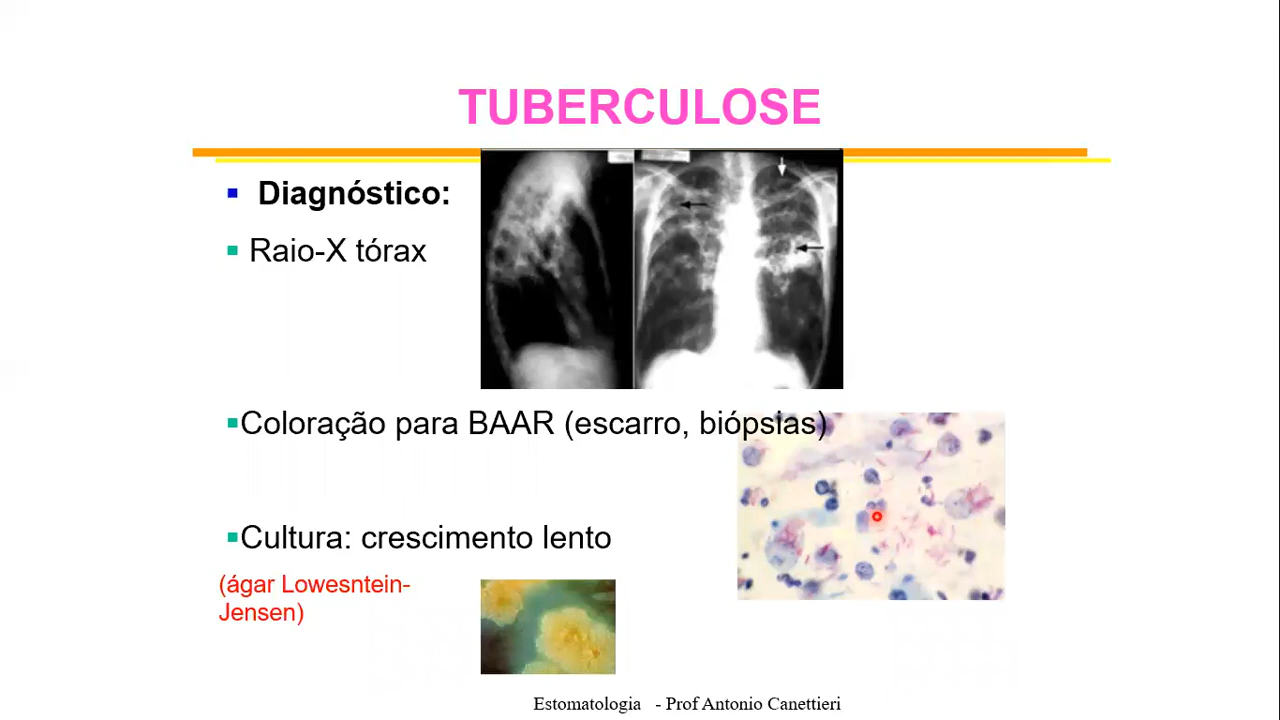 TUBERCULOSE
Diagnóstico:
Raio-X tórax
Coloração para BAAR (escarro, biópsias)
Cultura: crescimento lento
(ágar Lowesntein-
Jensen)
Estomatologia - Prof Antonio Canettieri